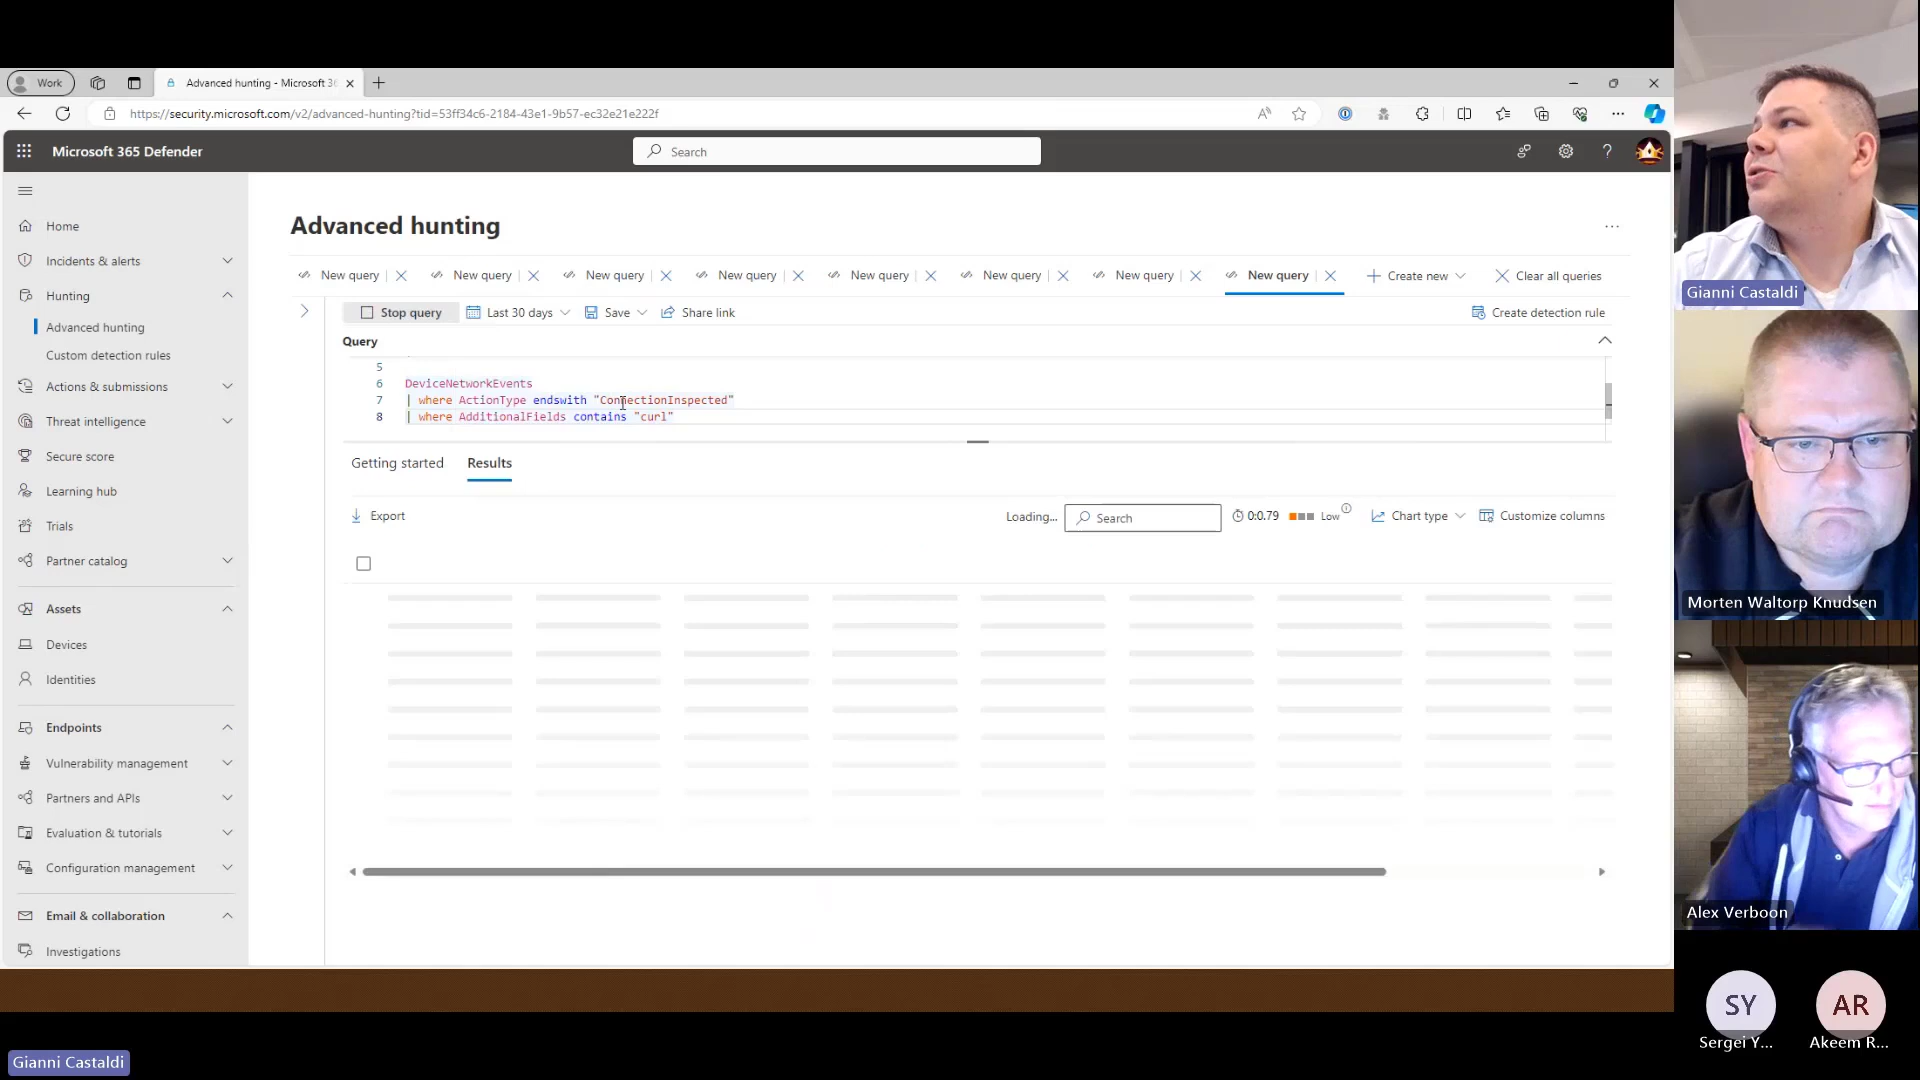 Work
Advanced hunting - Microsoft 36
https://security.microsoft.com/v2/advanced-hunting?tid=53ff34c6-2184-43e1-9b57-ec32e21e222f
Microsoft 365 Defender
Search
Home
Incidents & alerts
Hunting
Advanced hunting
Custom detection rules
Actions & submissions
Threat intelligence
Secure score
Learning hub
Trials
Partner catalog
Assets
Devices
Identities
Endpoints
Vulnerability management
Partners and APIs
Evaluation & tutorials
Configuration management
Email & collaboration
Investigations
Advanced hunting
New query New query New query New query New query New query New query New query Create new Clear all queries
Stop query Last 30 days Save Share link Create detection rule
Query
5
6 DeviceNetworkEvents
7 | where ActionType endswith "ConnectionInspected"
8 | where AdditionalFields contains "curl"
Getting started Results
Export Loading... Search 0:0.79 Low Chart type Customize columns
Gianni Castaldi
Morten Waltorp Knudsen
Alex Verboon
SY AR
Sergei Y... Akeem R...
Gianni Castaldi